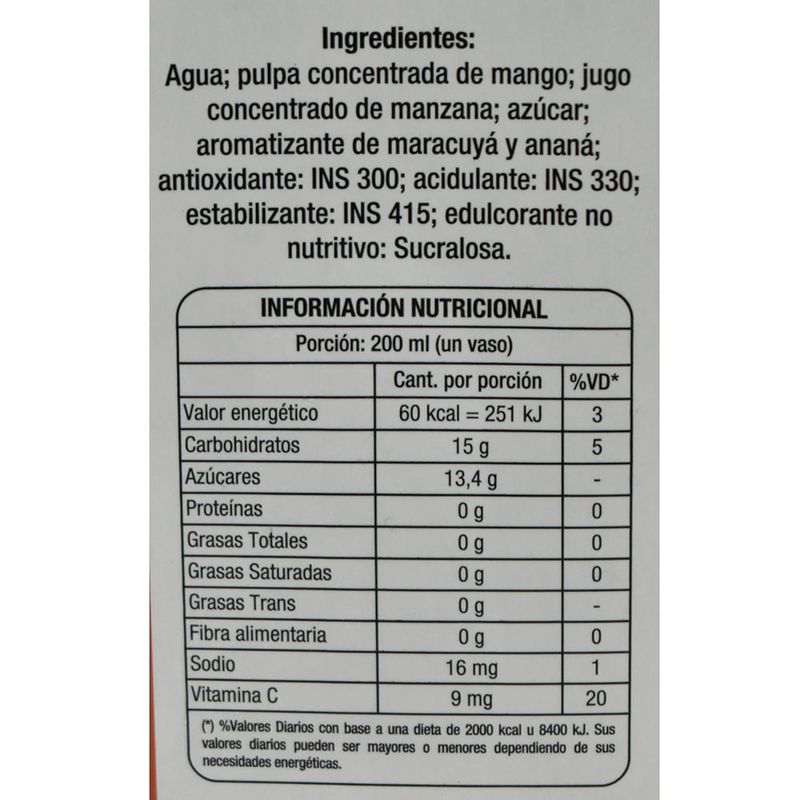 Ingredientes:
Agua; pulpa concentrada de mango; jugo
concentrado de manzana; azúcar;
aromatizante de maracuyá y ananá;
antioxidante: INS 300; acidulante: INS 330;
estabilizante: INS 415; edulcorante no
nutritivo: Sucralosa.
INFORMACIÓN NUTRICIONAL
Porción: 200 ml (un vaso)
Cant. por porción %VD*
Valor energético 60 kcal = 251 kJ 3
Carbohidratos 15 g 5
Azúcares 13,4 g -
Proteínas 0 g 0
Grasas Totales 0 g 0
Grasas Saturadas 0 g 0
Grasas Trans 0 g -
Fibra alimentaria 0 g 0
Sodio 16 mg 1
Vitamina C 9 mg 20
(*) %Valores Diarios con base a una dieta de 2000 kcal u 8400 kJ. Sus
valores diarios pueden ser mayores o menores dependiendo de sus
necesidades energéticas.